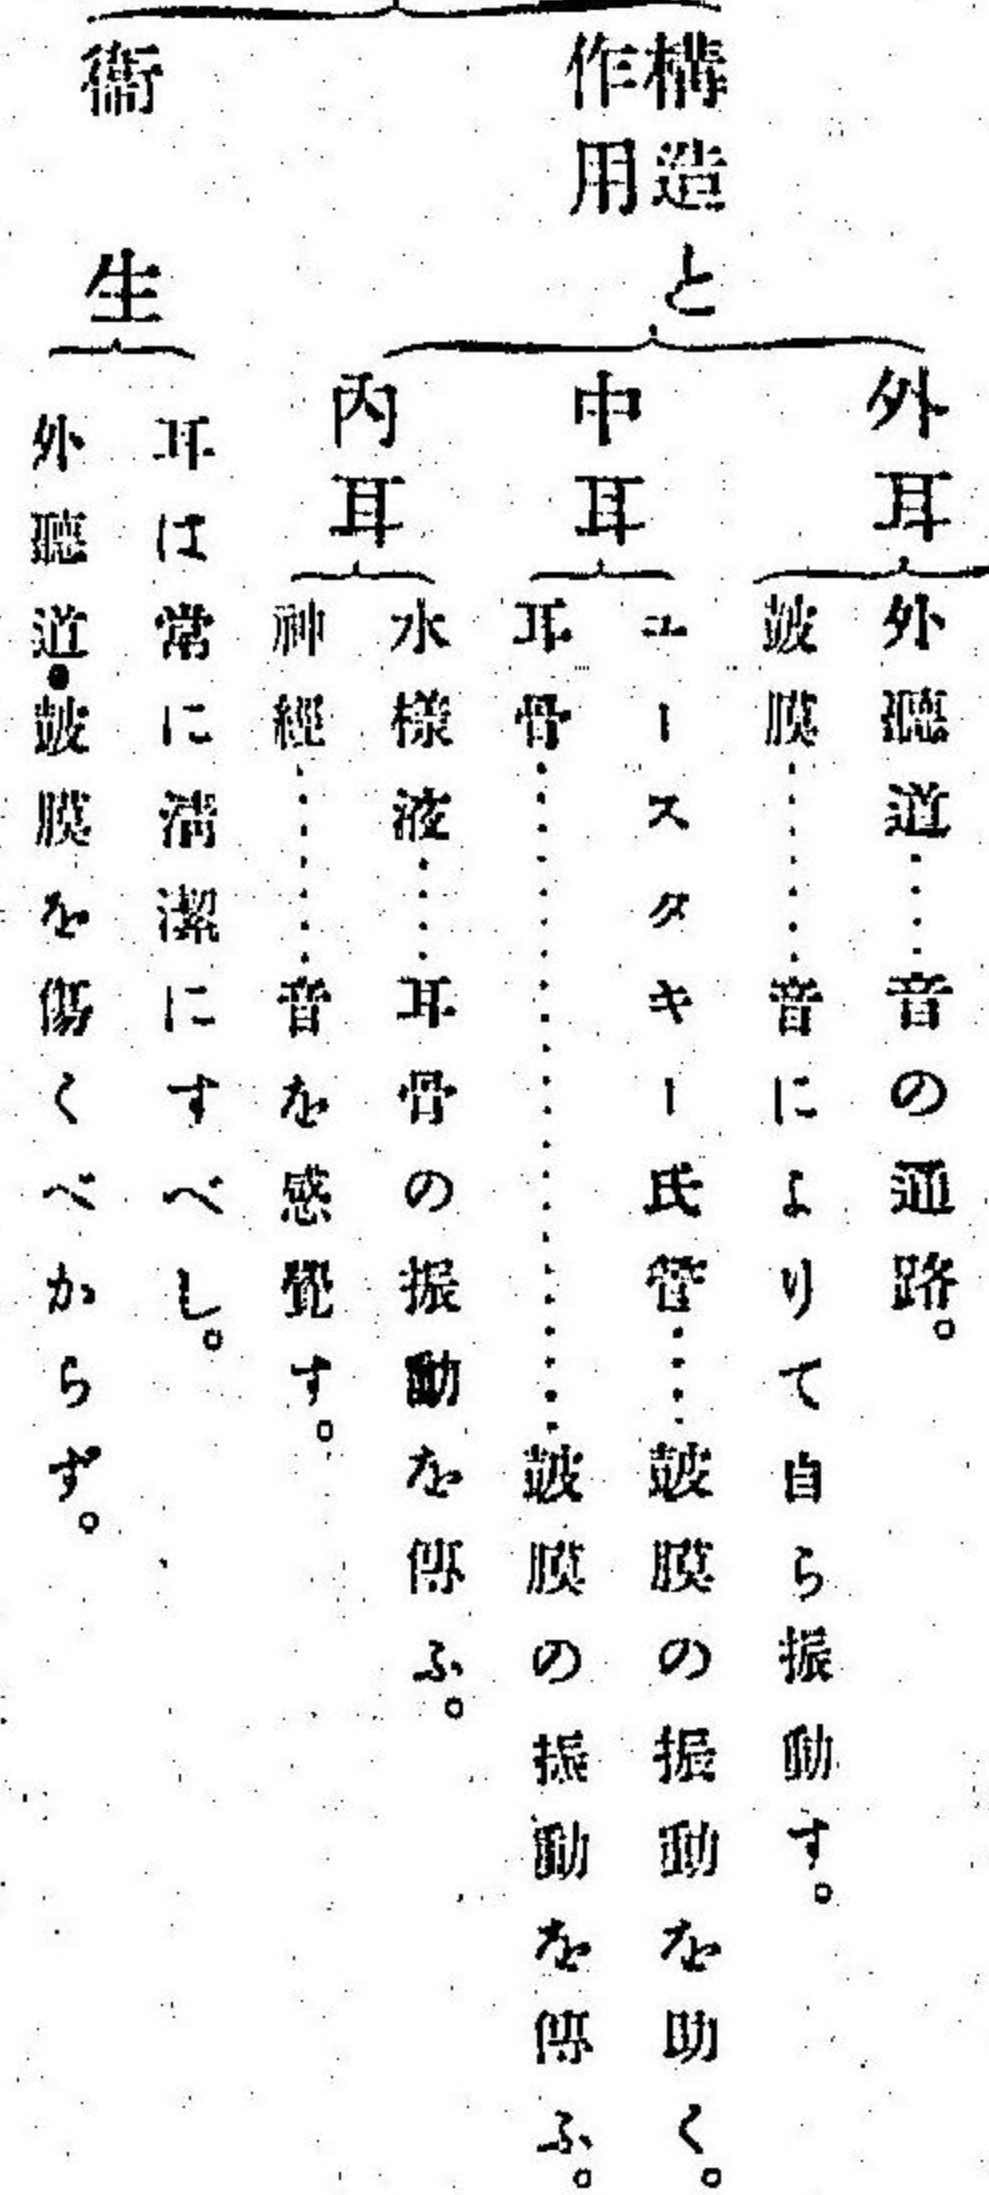 構造と
作用
外耳
外聽道……音の通路。
鼓膜……音によりて自ら振動す。
中耳
ユースタキー氏管……鼓膜の振動を助く。
耳骨……………………鼓膜の振動を傳ふ。
内耳
水様液……耳骨の振動を傳ふ。
神經……音を感覺す。
衞生
耳は常に淸潔にすべし。
外聽道●鼓膜を傷くべからず。